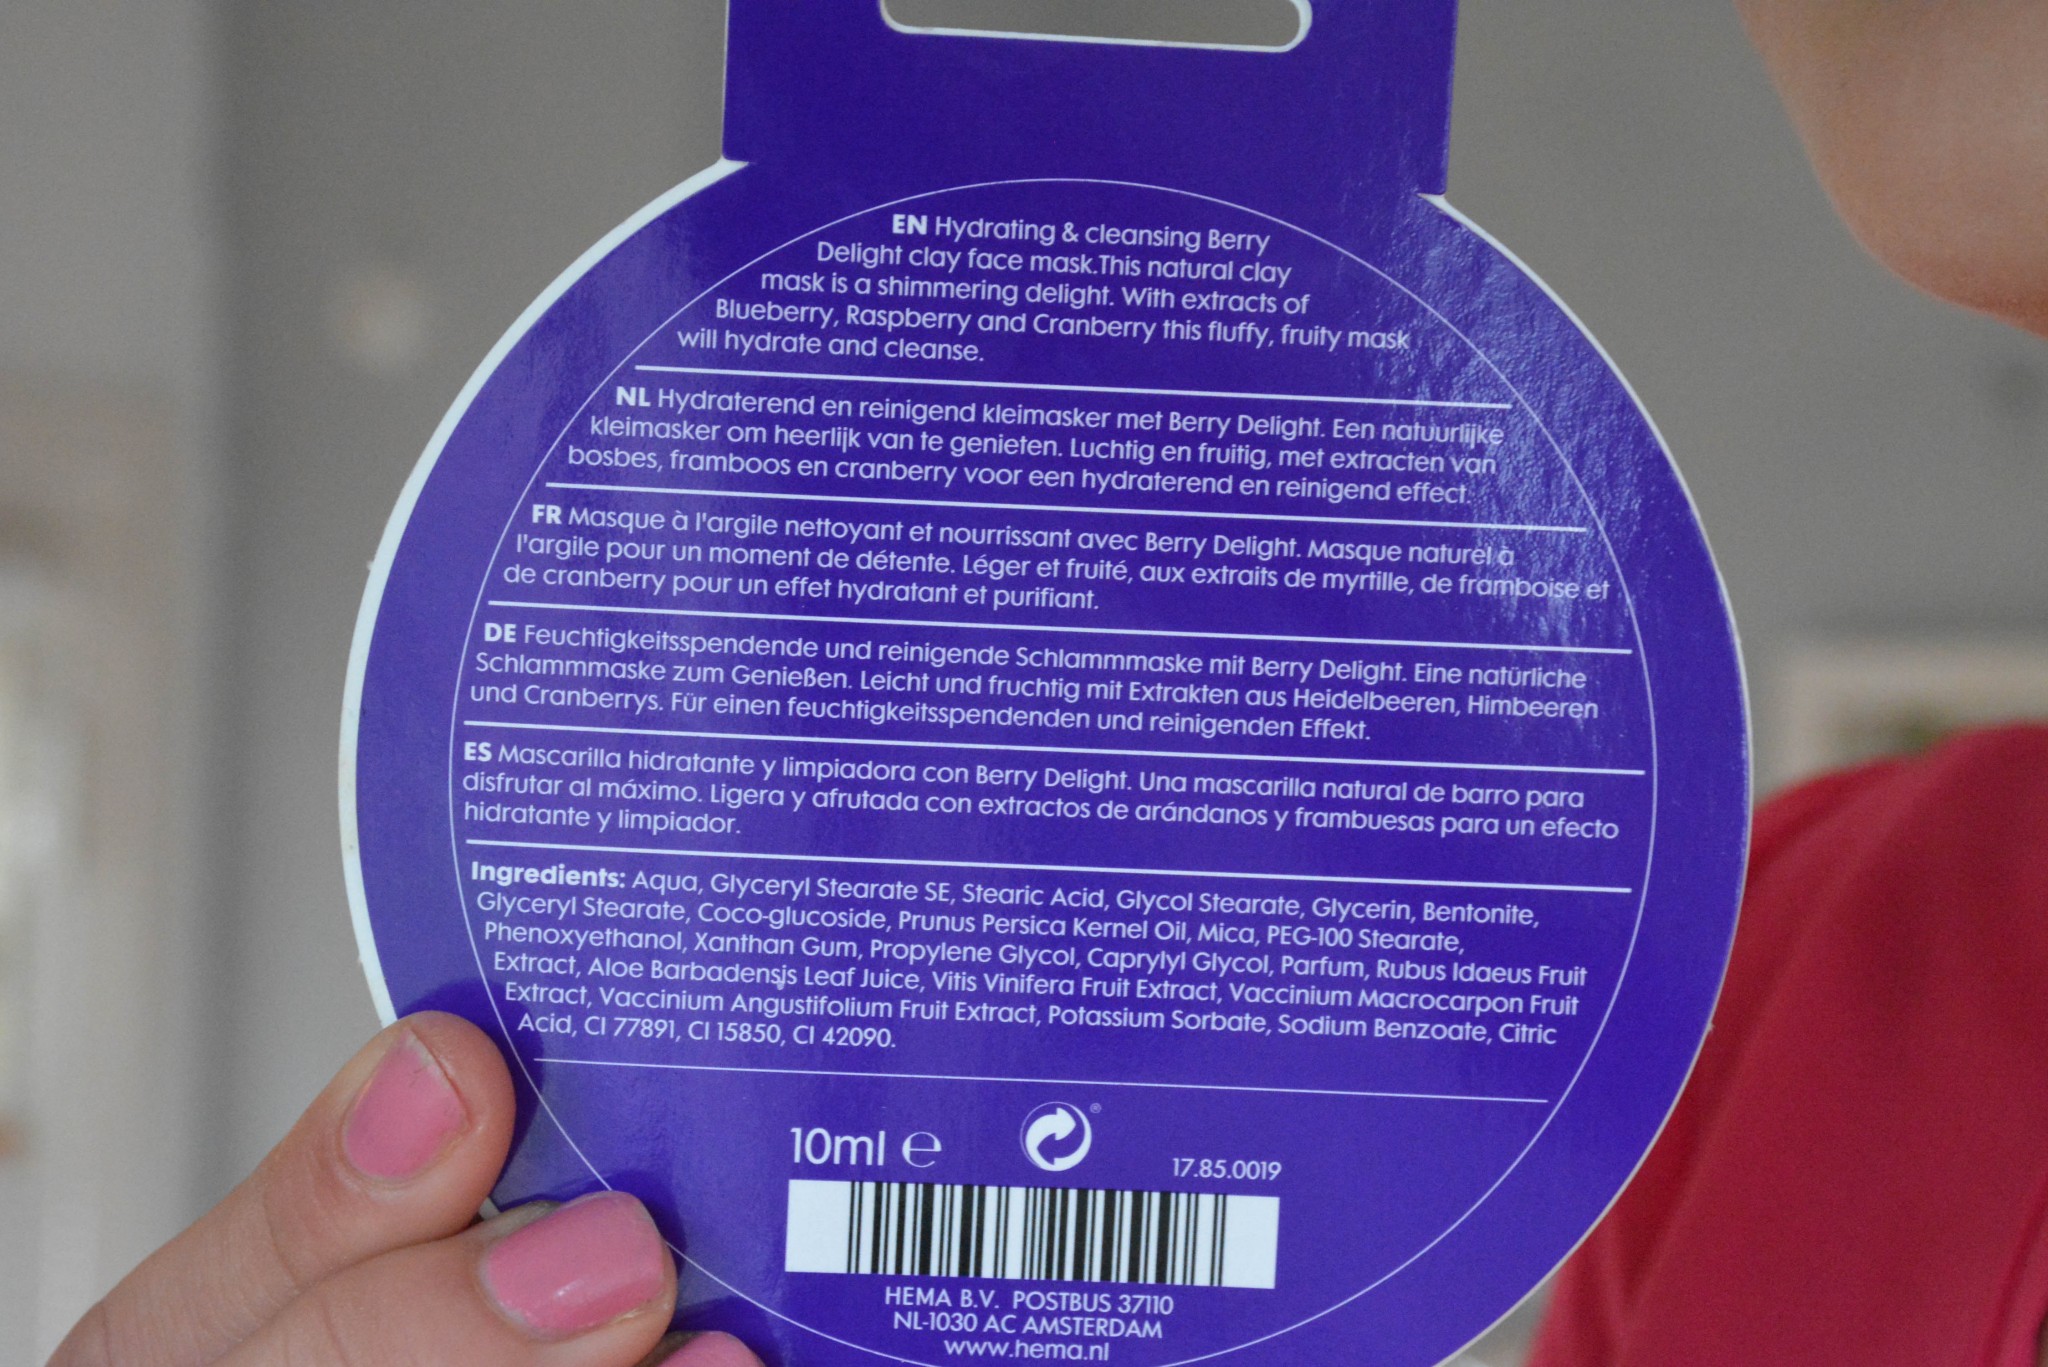 EN Hydrating & cleansing Berry
Delight clay face mask.This natural clay
mask is a shimmering delight. With extracts of
Blueberry, Raspberry and Cranberry this fluffy, fruity mask
will hydrate and cleanse.
NL Hydraterend en reinigend kleimasker met Berry Delight. Een natuurlijke
kleimasker om heerlijk van te genieten. Luchtig en fruitig, met extracten van
bosbes, framboos en cranberry voor een hydraterend en reinigend effect.
FR Masque à l'argile nettoyant et nourrissant avec Berry Delight. Masque naturel à
l'argile pour un moment de détente. Léger et fruité, aux extraits de myrtille, de framboise et
de cranberry pour un effet hydratant et purifiant.
DE Feuchtigkeitsspendende und reinigende Schlammmaske mit Berry Delight. Eine natürliche
Schlammmaske zum Genießen. Leicht und fruchtig mit Extrakten aus Heidelbeeren, Himbeeren
und Cranberrys. Für einen feuchtigkeitsspendenden und reinigenden Effekt.
ES Mascarilla hidratante y limpiadora con Berry Delight. Una mascarilla natural de barro para
disfrutar al máximo. Ligera y afrutada con extractos de arándanos y frambuesas para un efecto
hidratante y limpiador.
Ingredients: Aqua, Glyceryl Stearate SE, Stearic Acid, Glycol Stearate, Glycerin, Bentonite,
Glyceryl Stearate, Coco-glucoside, Prunus Persica Kernel Oil, Mica, PEG-100 Stearate,
Phenoxyethanol, Xanthan Gum, Propylene Glycol, Caprylyl Glycol, Parfum, Rubus Idaeus Fruit
Extract, Aloe Barbadensis Leaf Juice, Vitis Vinifera Fruit Extract, Vaccinium Macrocarpon Fruit
Extract, Vaccinium Angustifolium Fruit Extract, Potassium Sorbate, Sodium Benzoate, Citric
Acid, CI 77891, CI 15850, CI 42090.
10ml ℮ ® 17.85.0019
HEMA B.V. POSTBUS 37110
NL-1030 AC AMSTERDAM
www.hema.nl